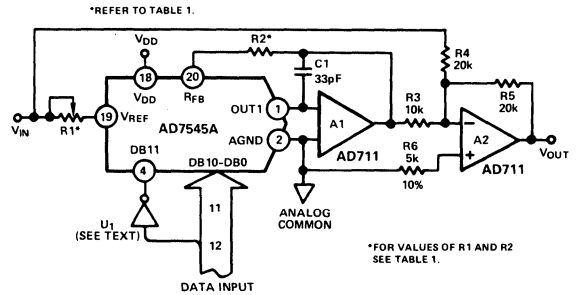 *REFER TO TABLE 1.
VDD
R2*
R4
20k
C1
33pF
18
20
VDD
RFB
R5
20k
OUT1
1
R3
10k
19
VREF
VIN
R1*
AD7545A
A1
AGND
2
AD711
A2
VOUT
DB11
DB10–DB0
R6
5k
10%
AD711
4
11
ANALOG
COMMON
U1
(SEE TEXT)
12
*FOR VALUES OF R1 AND R2
SEE TABLE 1.
DATA INPUT